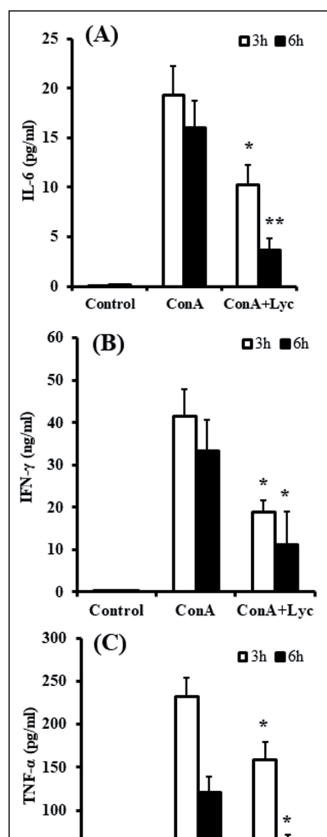 (A)
3h 6h
25
20
15
10
5
0
IL-6 (pg/ml)
*
**
Control ConA ConA+Lyc
(B)
3h 6h
60
50
40
30
20
10
0
IFN-γ (ng/ml)
* *
Control ConA ConA+Lyc
(C)
3h 6h
300
250
200
150
100
TNF-α (pg/ml)
*
*